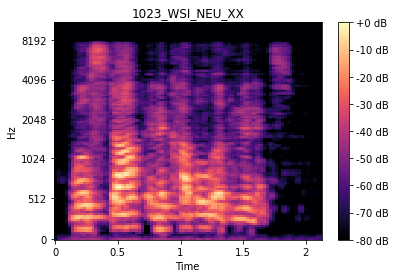 1023_WSI_NEU_XX
+0 dB
8192
-10 dB
4096
-20 dB
-30 dB
2048
-40 dB
Hz
1024
-50 dB
512
-60 dB
-70 dB
0
-80 dB
0 0.5 1 1.5 2
Time